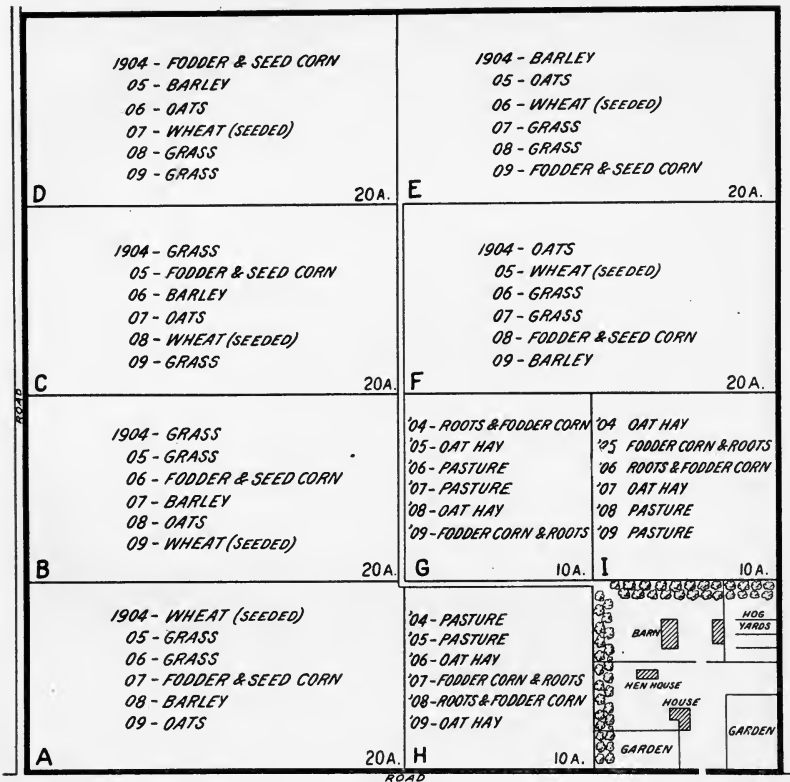 1904 - FODDER & SEED CORN
05 - BARLEY
06 - OATS
07 - WHEAT (SEEDED)
08 - GRASS
09 - GRASS
D 20A.
1904 - BARLEY
05 - OATS
06 - WHEAT (SEEDED)
07 - GRASS
08 - GRASS
09 - FODDER & SEED CORN
E 20A.
1904 - GRASS
05 - FODDER & SEED CORN
06 - BARLEY
07 - OATS
08 - WHEAT (SEEDED)
09 - GRASS
C 20A.
1904 - OATS
05 - WHEAT (SEEDED)
06 - GRASS
07 - GRASS
08 - FODDER & SEED CORN
09 - BARLEY
F 20A.
ROAD
1904 - GRASS
05 - GRASS
06 - FODDER & SEED CORN
07 - BARLEY
08 - OATS
09 - WHEAT (SEEDED)
B 20A.
'04 - ROOTS & FODDER CORN
'05 - OAT HAY
'06 - PASTURE
'07 - PASTURE
'08 - OAT HAY
'09 - FODDER CORN & ROOTS
G 10A.
'04 OAT HAY
'05 FODDER CORN & ROOTS
'06 ROOTS & FODDER CORN
'07 OAT HAY
'08 PASTURE
'09 PASTURE
I 10A.
1904 - WHEAT (SEEDED)
05 - GRASS
06 - GRASS
07 - FODDER & SEED CORN
08 - BARLEY
09 - OATS
A 20A.
'04 - PASTURE
'05 - PASTURE
'06 - OAT HAY
'07 - FODDER CORN & ROOTS
'08 - ROOTS & FODDER CORN
'09 - OAT HAY
H 10A.
BARN
HOG
YARDS
HEN HOUSE
HOUSE
GARDEN
GARDEN
ROAD